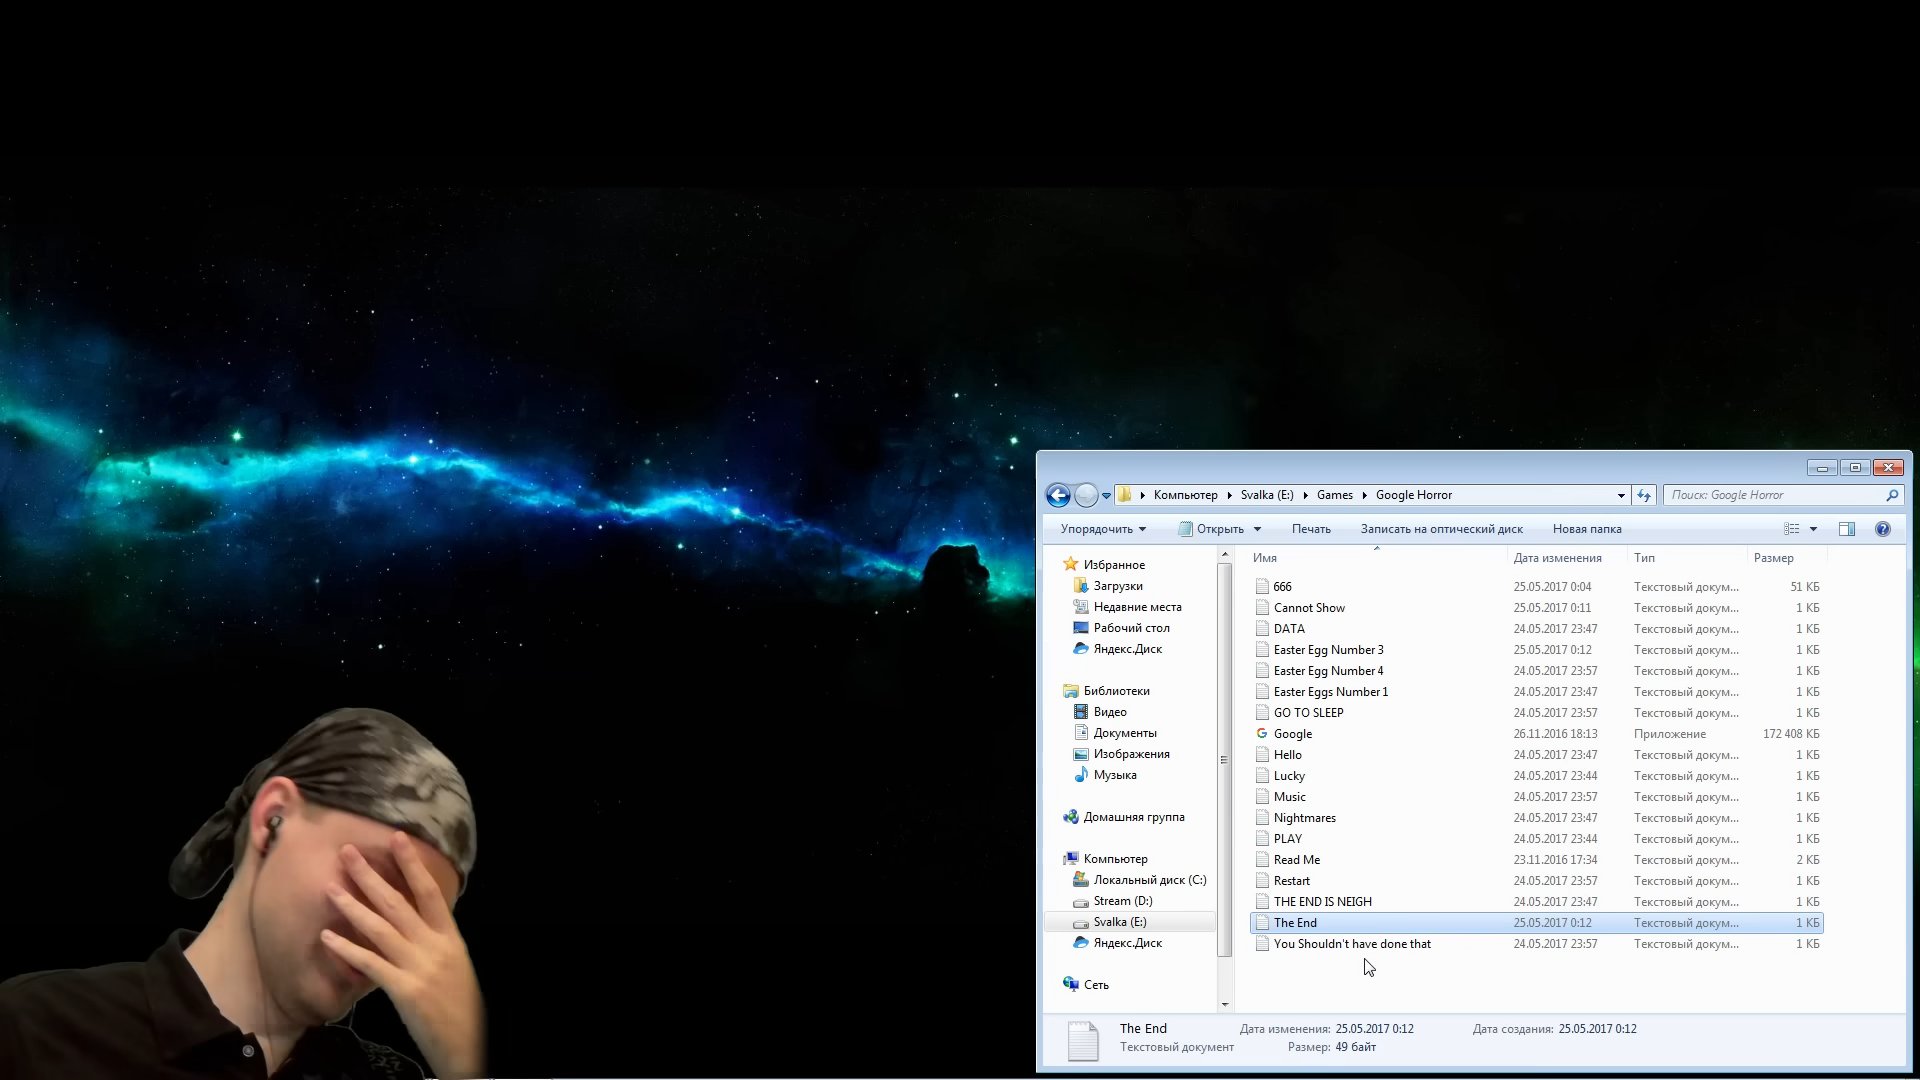 Компьютер Svalka (E:) Games Google Horror Поиск: Google Horror
Упорядочить Открыть Печать Записать на оптический диск Новая папка
Избранное
Загрузки
Недавние места
Рабочий стол
Яндекс.Диск
Библиотеки
Видео
Документы
Изображения
Музыка
Домашняя группа
Компьютер
Локальный диск (C:)
Stream (D:)
Svalka (E:)
Яндекс.Диск
Сеть
Имя Дата изменения Тип Размер
666 25.05.2017 0:04 Текстовый докум... 51 КБ
Cannot Show 25.05.2017 0:11 Текстовый докум... 1 КБ
DATA 24.05.2017 23:47 Текстовый докум... 1 КБ
Easter Egg Number 3 25.05.2017 0:12 Текстовый докум... 1 КБ
Easter Egg Number 4 24.05.2017 23:57 Текстовый докум... 1 КБ
Easter Eggs Number 1 24.05.2017 23:47 Текстовый докум... 1 КБ
GO TO SLEEP 24.05.2017 23:57 Текстовый докум... 1 КБ
Google 26.11.2016 18:13 Приложение 172 408 КБ
Hello 24.05.2017 23:47 Текстовый докум... 1 КБ
Lucky 24.05.2017 23:44 Текстовый докум... 1 КБ
Music 24.05.2017 23:57 Текстовый докум... 1 КБ
Nightmares 24.05.2017 23:47 Текстовый докум... 1 КБ
PLAY 24.05.2017 23:44 Текстовый докум... 1 КБ
Read Me 23.11.2016 17:34 Текстовый докум... 2 КБ
Restart 24.05.2017 23:57 Текстовый докум... 1 КБ
THE END IS NEIGH 24.05.2017 23:47 Текстовый докум... 1 КБ
The End 25.05.2017 0:12 Текстовый докум... 1 КБ
You Shouldn't have done that 24.05.2017 23:57 Текстовый докум... 1 КБ
The End Дата изменения: 25.05.2017 0:12 Дата создания: 25.05.2017 0:12
Текстовый документ Размер: 49 байт